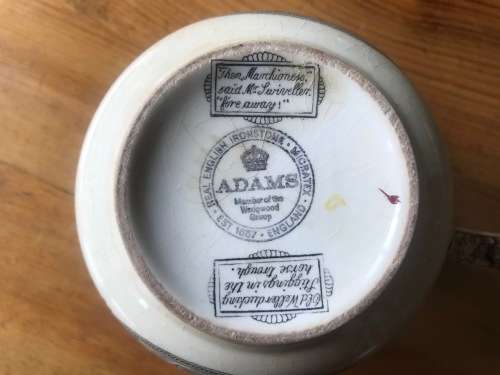 "Then, Marchioness,"
said Mr. Swiveller,
"fire away!"
REAL ENGLISH IRONSTONE · MICRATEX ·
ADAMS
Member of the
Wedgwood
Group
EST 1657 · ENGLAND
Old Weller ducking
Stiggins in the
horse trough.